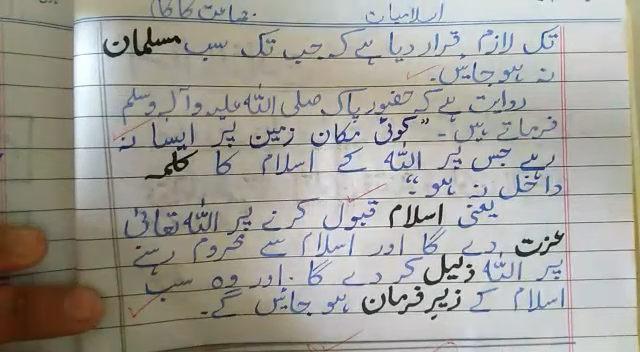 اسلامیات جماعت کا کا
تک لازم قرار دیا ہے کہ جب تک سب مسلمان
نہ ہو جائیں۔
روایت ہے کہ حضور پاک صلی اللہ علیہ وآلہ وسلم
فرماتے ہیں۔ "کوئی مکان زمین پر ایسا نہ
رہے جس پر اللہ کے اسلام کا کلمہ
داخل نہ ہو"
یعنی اسلام قبول کرنے پر اللہ تعالیٰ
عزت دے گا اور اسلام سے محروم رہنے
پر اللہ ذلیل کر دے گا. اور وہ سب
اسلام کے زیرِ فرمان ہو جائیں گے۔